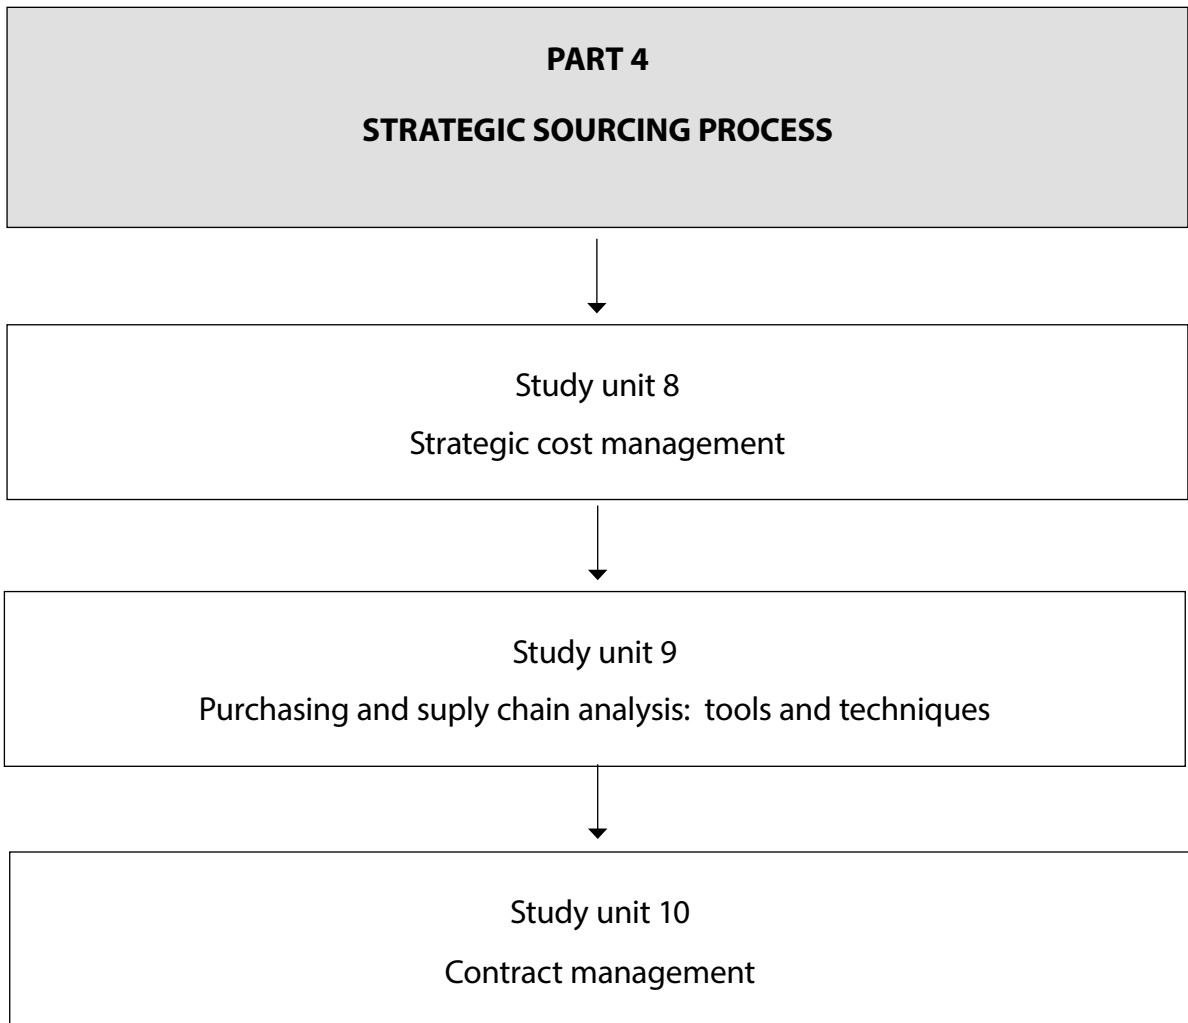 PART 4
STRATEGIC SOURCING PROCESS
Study unit 8
Strategic cost management
Study unit 9
Purchasing and suply chain analysis: tools and techniques
Study unit 10
Contract management